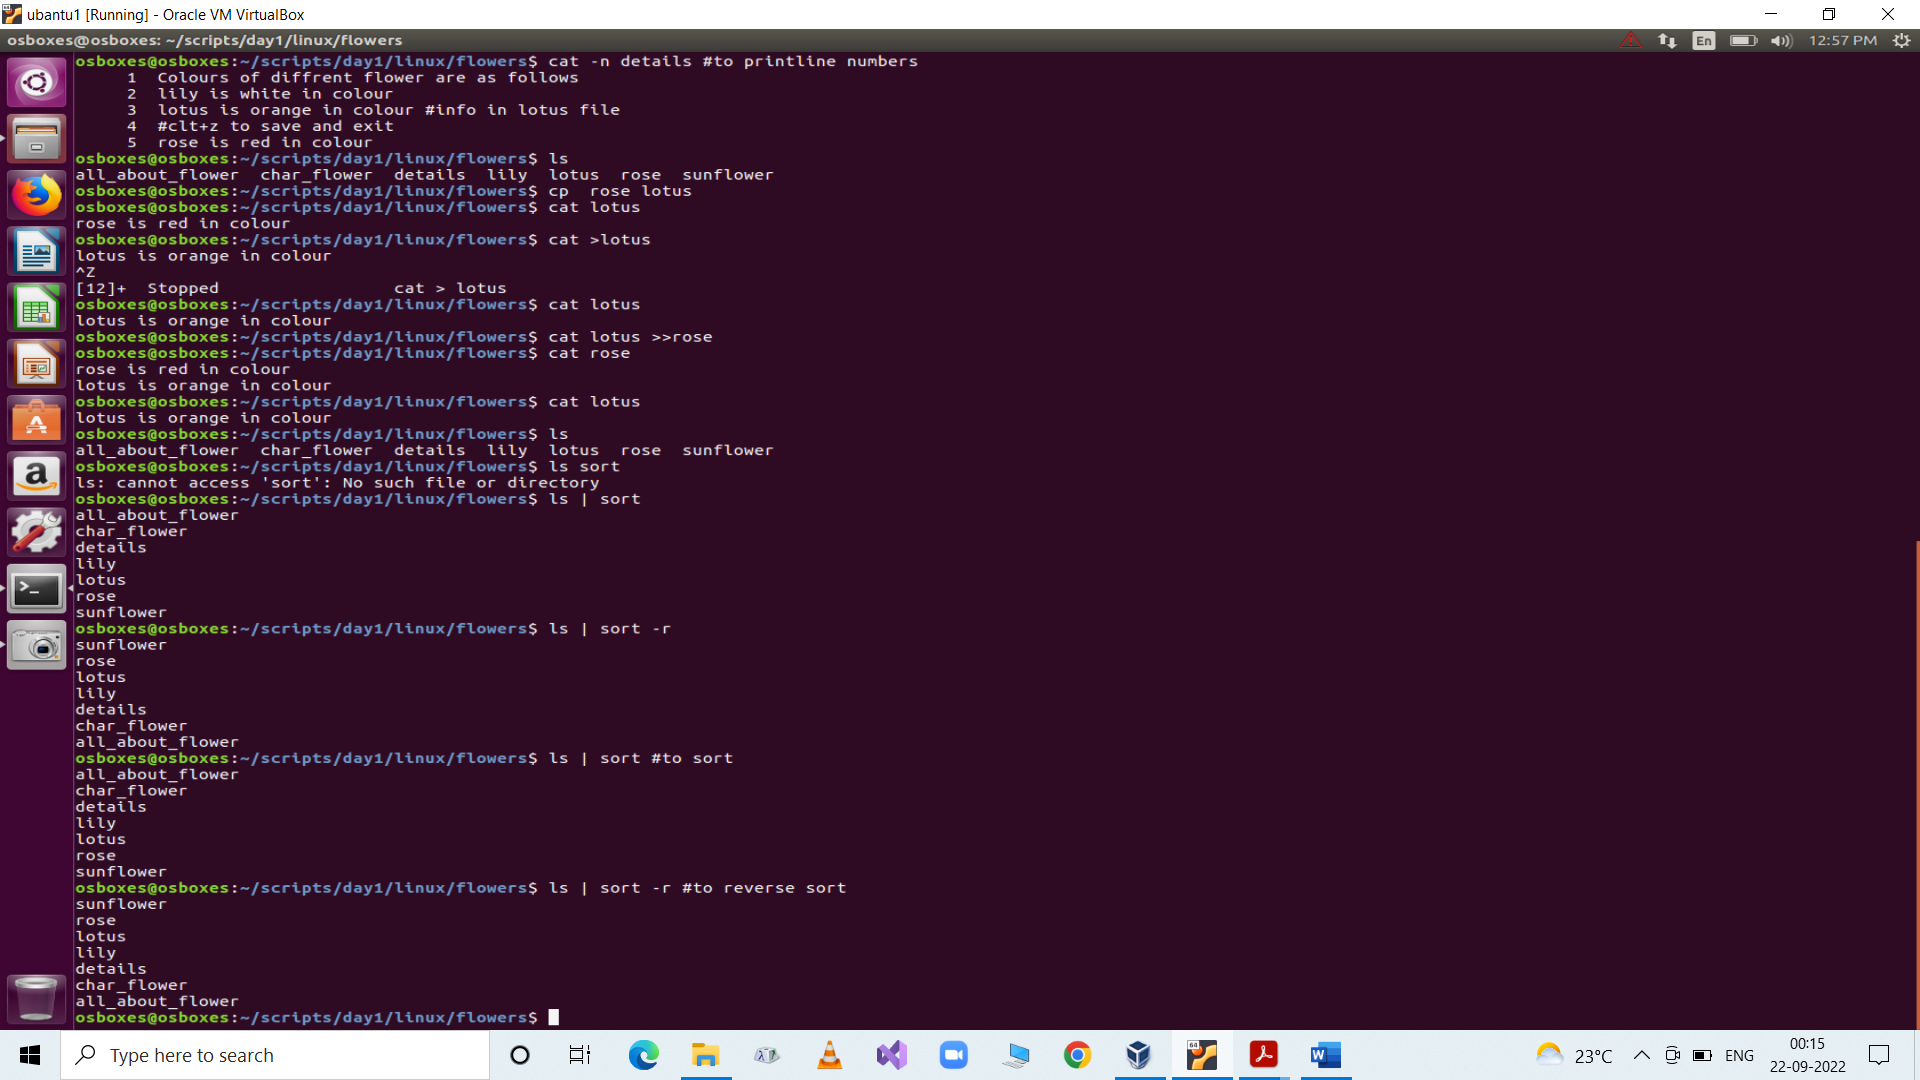 ubantu1 [Running] - Oracle VM VirtualBox
osboxes@osboxes: ~/scripts/day1/linux/flowers
En
12:57 PM
osboxes@osboxes:~/scripts/day1/linux/flowers$ cat -n details #to printline numbers
     1  Colours of diffrent flower are as follows
     2  lily is white in colour
     3  lotus is orange in colour #info in lotus file
     4  #clt+z to save and exit
     5  rose is red in colour
osboxes@osboxes:~/scripts/day1/linux/flowers$ ls
all_about_flower  char_flower  details  lily  lotus  rose  sunflower
osboxes@osboxes:~/scripts/day1/linux/flowers$ cp  rose lotus
osboxes@osboxes:~/scripts/day1/linux/flowers$ cat lotus
rose is red in colour
osboxes@osboxes:~/scripts/day1/linux/flowers$ cat >lotus
lotus is orange in colour
^Z
[12]+  Stopped                 cat > lotus
osboxes@osboxes:~/scripts/day1/linux/flowers$ cat lotus
lotus is orange in colour
osboxes@osboxes:~/scripts/day1/linux/flowers$ cat lotus >>rose
osboxes@osboxes:~/scripts/day1/linux/flowers$ cat rose
rose is red in colour
lotus is orange in colour
osboxes@osboxes:~/scripts/day1/linux/flowers$ cat lotus
lotus is orange in colour
osboxes@osboxes:~/scripts/day1/linux/flowers$ ls
all_about_flower  char_flower  details  lily  lotus  rose  sunflower
osboxes@osboxes:~/scripts/day1/linux/flowers$ ls sort
ls: cannot access 'sort': No such file or directory
osboxes@osboxes:~/scripts/day1/linux/flowers$ ls | sort
all_about_flower
char_flower
details
lily
lotus
rose
sunflower
osboxes@osboxes:~/scripts/day1/linux/flowers$ ls | sort -r
sunflower
rose
lotus
lily
details
char_flower
all_about_flower
osboxes@osboxes:~/scripts/day1/linux/flowers$ ls | sort #to sort
all_about_flower
char_flower
details
lily
lotus
rose
sunflower
osboxes@osboxes:~/scripts/day1/linux/flowers$ ls | sort -r #to reverse sort
sunflower
rose
lotus
lily
details
char_flower
all_about_flower
osboxes@osboxes:~/scripts/day1/linux/flowers$
Type here to search
23°C
ENG
00:15
22-09-2022